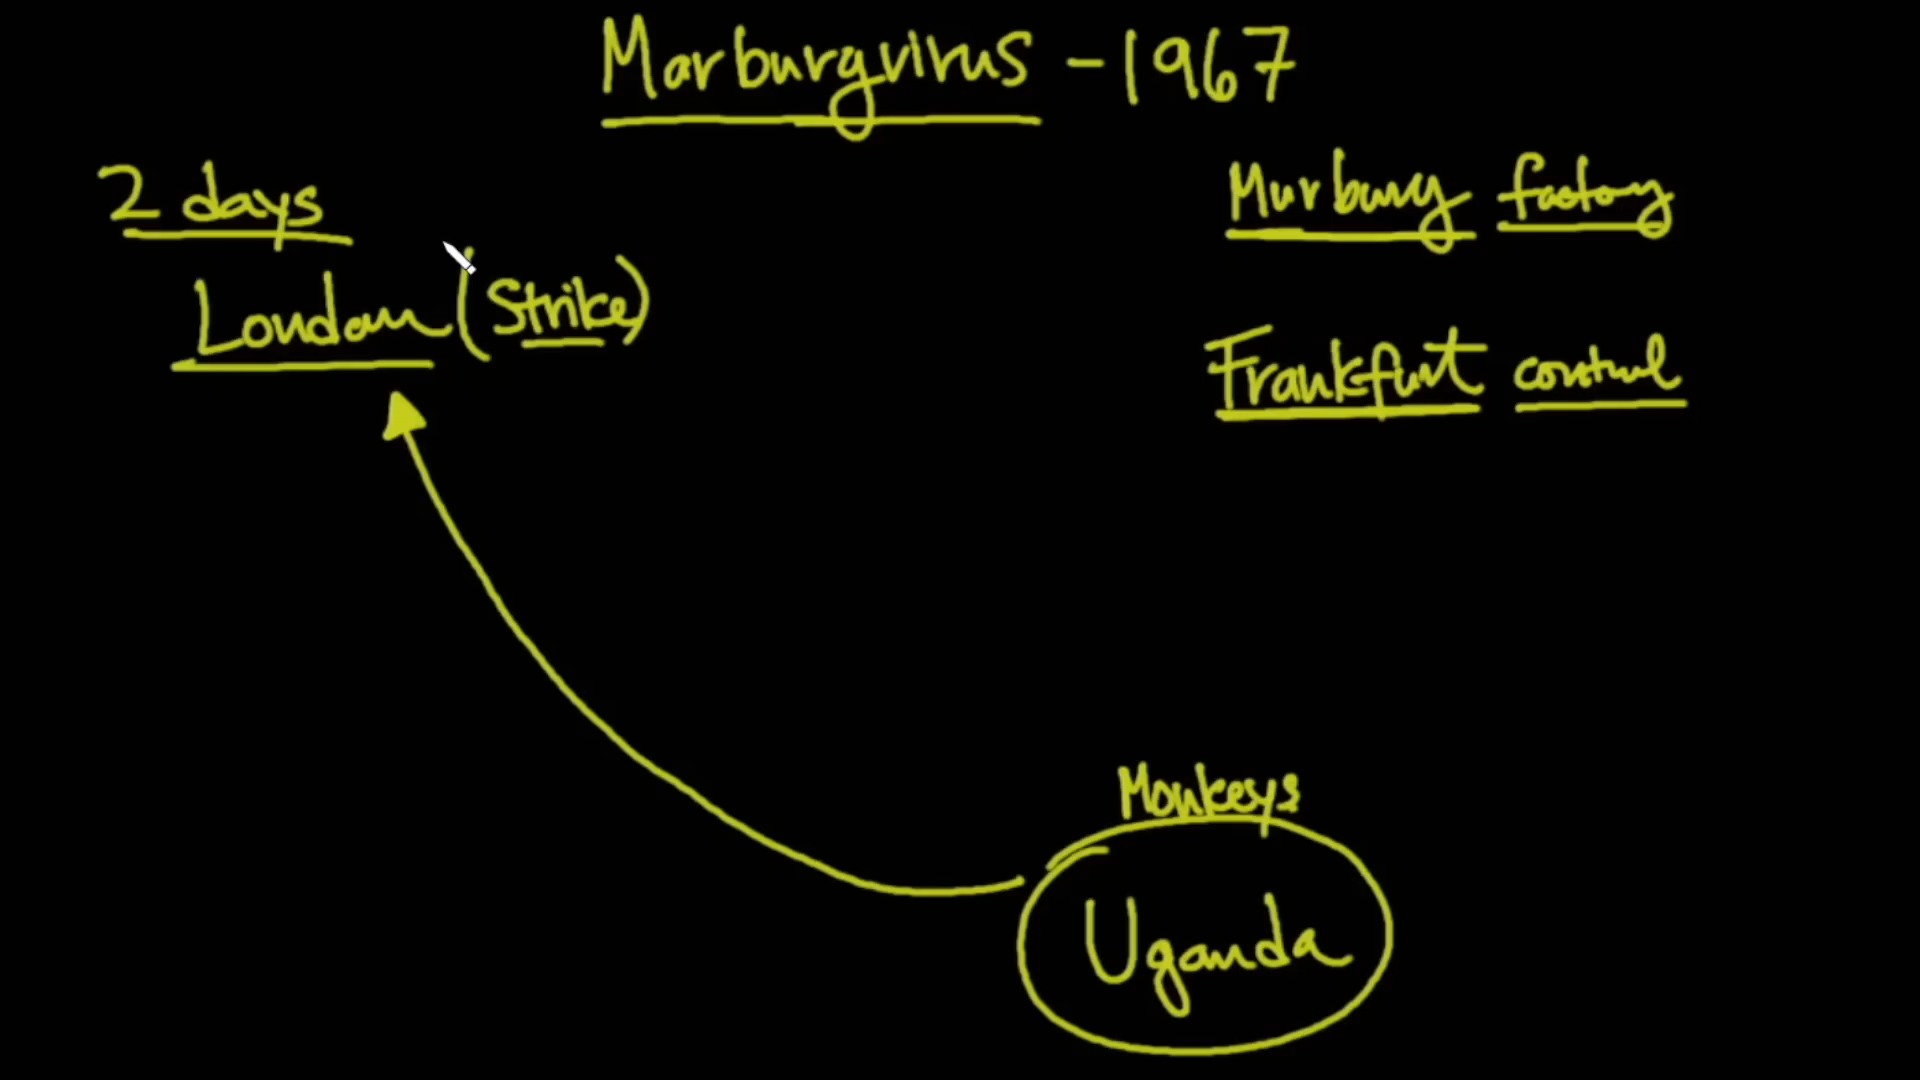 Marburgvirus - 1967
2 days
London (Strike)
Marburg factory
Frankfurt control
Monkeys
Uganda